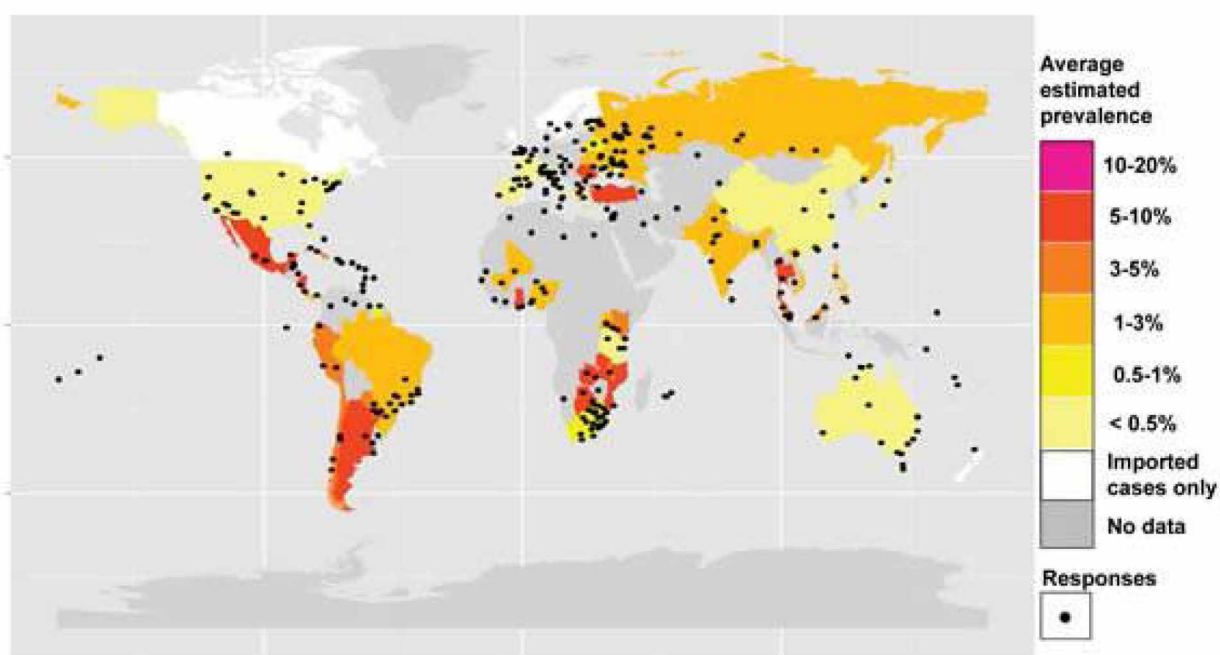 Average
estimated
prevalence
10-20%
5-10%
3-5%
1-3%
0.5-1%
< 0.5%
Imported
cases only
No data
Responses